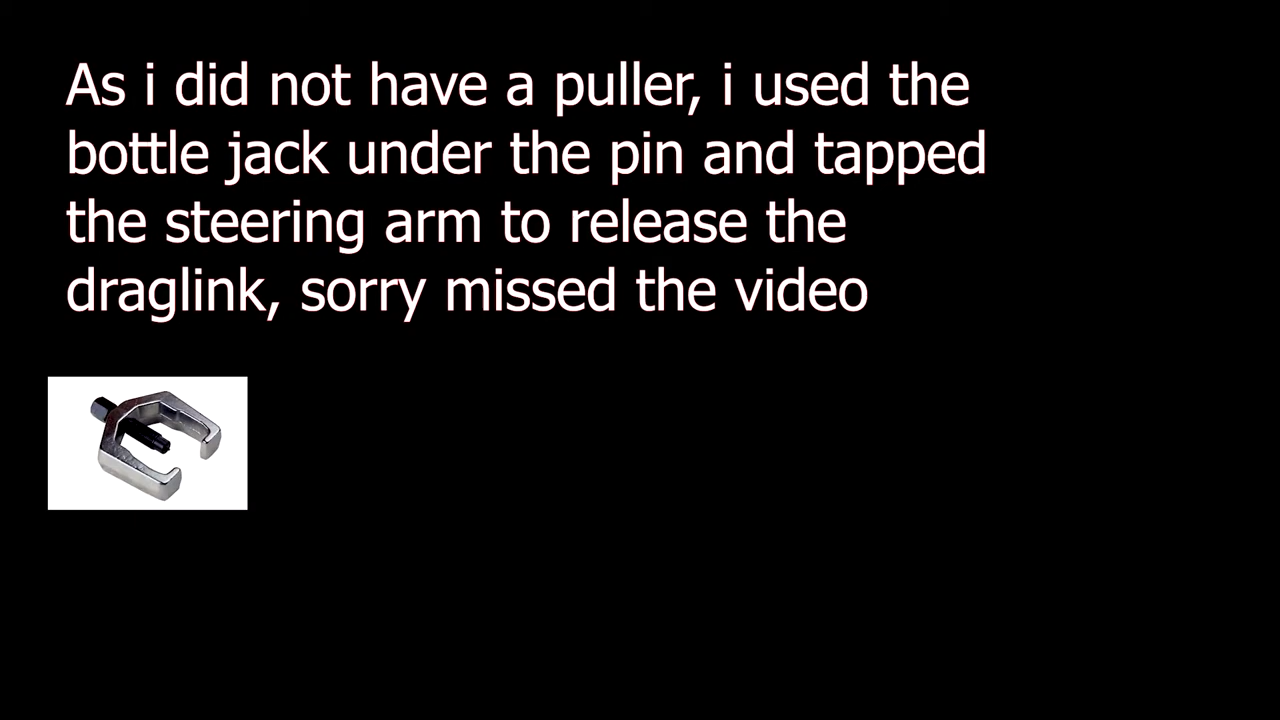 As i did not have a puller, i used the
bottle jack under the pin and tapped
the steering arm to release the
draglink, sorry missed the video